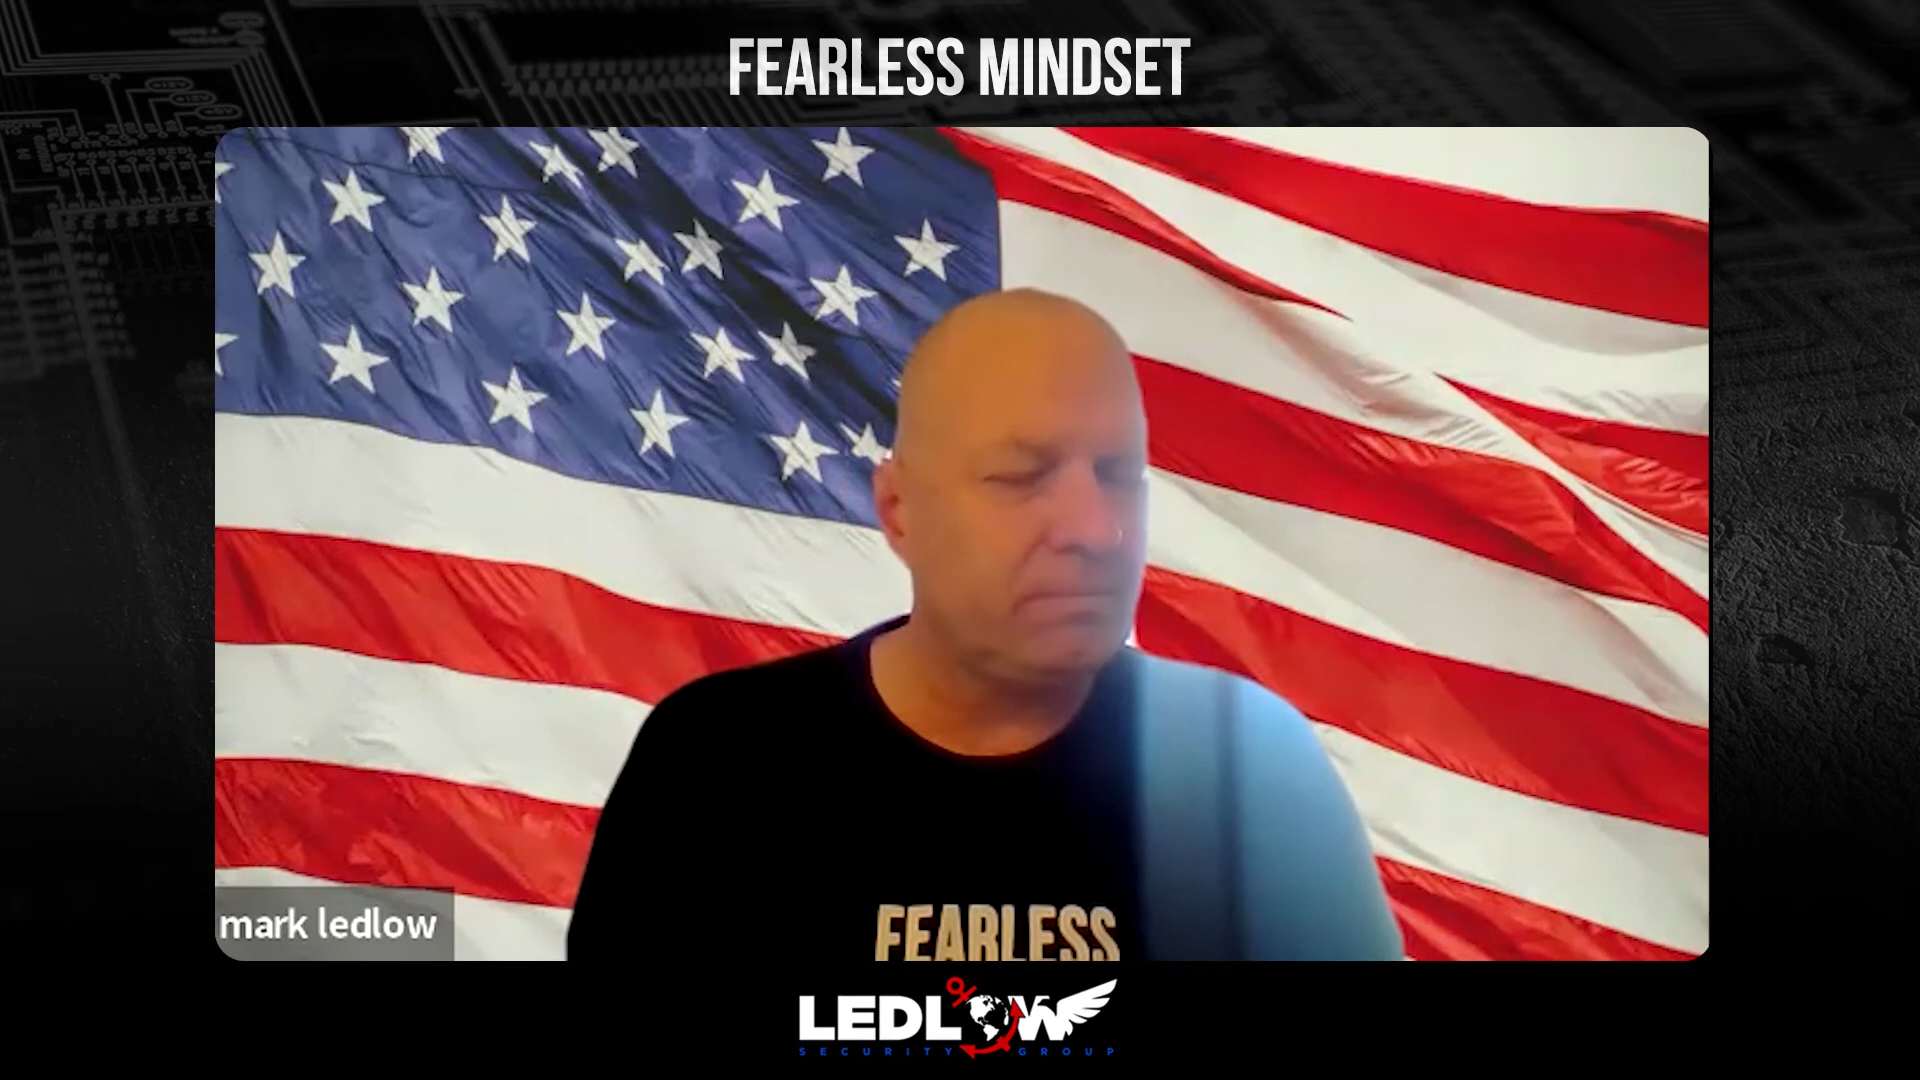 FEARLESS MINDSET
mark ledlow
FEARLESS
LEDLOW
SECURITY GROUP